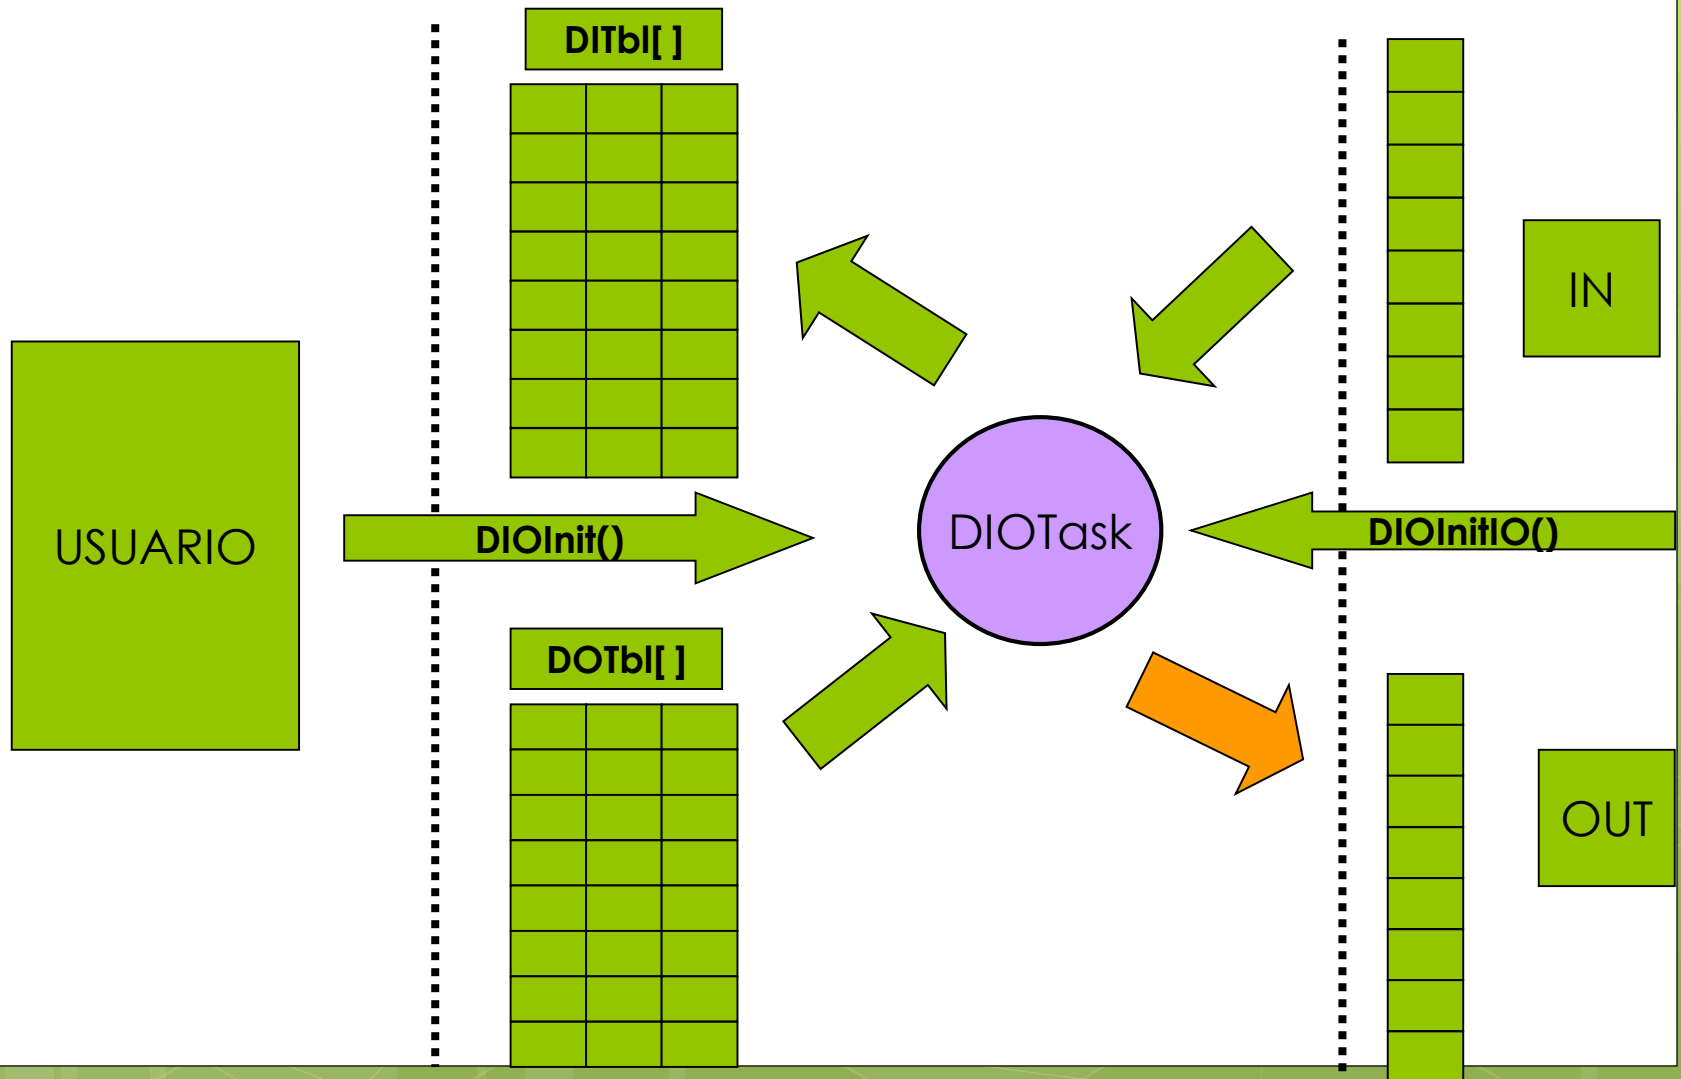 DITbl[ ]
IN
USUARIO
DIOInit()
DIOTask
DIOInitIO()
DOTbl[ ]
OUT